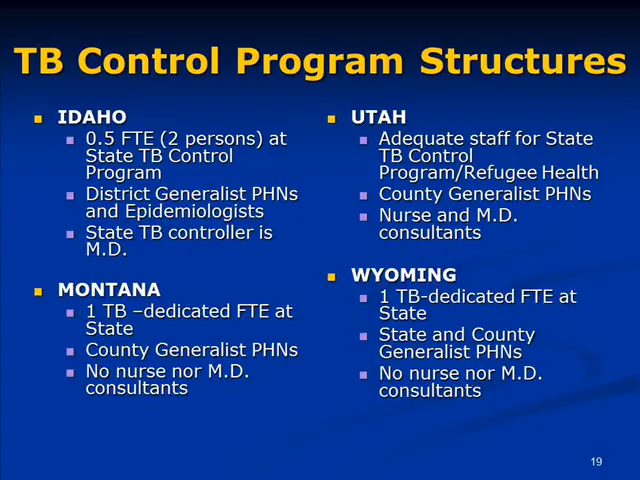 TB Control Program Structures
IDAHO
0.5 FTE (2 persons) at
State TB Control
Program
District Generalist PHNs
and Epidemiologists
State TB controller is
M.D.
MONTANA
1 TB –dedicated FTE at
State
County Generalist PHNs
No nurse nor M.D.
consultants
UTAH
Adequate staff for State
TB Control
Program/Refugee Health
County Generalist PHNs
Nurse and M.D.
consultants
WYOMING
1 TB-dedicated FTE at
State
State and County
Generalist PHNs
No nurse nor M.D.
consultants
19